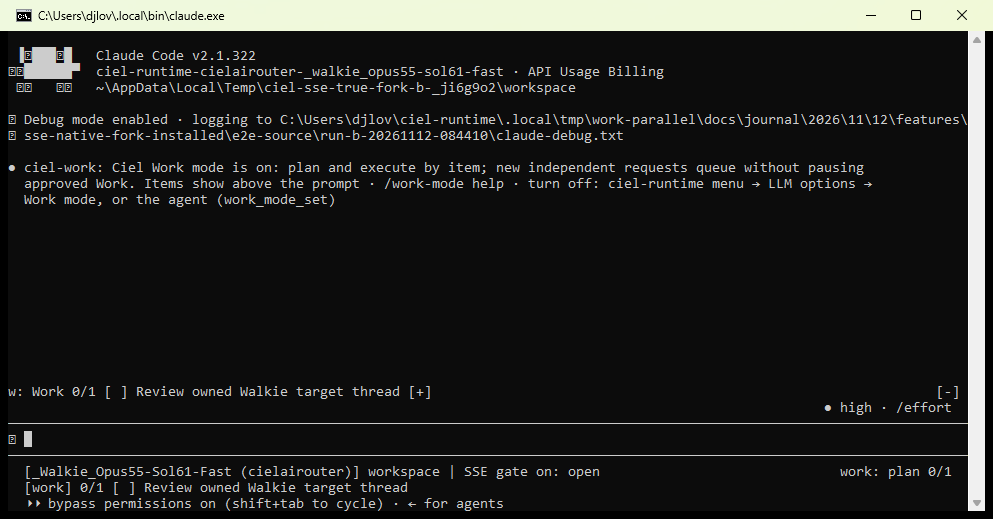 C:\Users\djlov\.local\bin\claude.exe
Claude Code v2.1.322
ciel-runtime-cielairouter-_walkie_opus55-sol61-fast · API Usage Billing
~\AppData\Local\Temp\ciel-sse-true-fork-b-_ji6g9o2\workspace
Debug mode enabled · logging to C:\Users\djlov\ciel-runtime\.local\tmp\work-parallel\docs\journal\2026\11\12\features\
sse-native-fork-installed\e2e-source\run-b-20261112-084410\claude-debug.txt
● ciel-work: Ciel Work mode is on: plan and execute by item; new independent requests queue without pausing
approved Work. Items show above the prompt · /work-mode help · turn off: ciel-runtime menu → LLM options →
Work mode, or the agent (work_mode_set)
w: Work 0/1 [ ] Review owned Walkie target thread [+] [-]
● high · /effort
[_Walkie_Opus55-Sol61-Fast (cielairouter)] workspace | SSE gate on: open work: plan 0/1
[work] 0/1 [ ] Review owned Walkie target thread
⏵⏵ bypass permissions on (shift+tab to cycle) · ← for agents